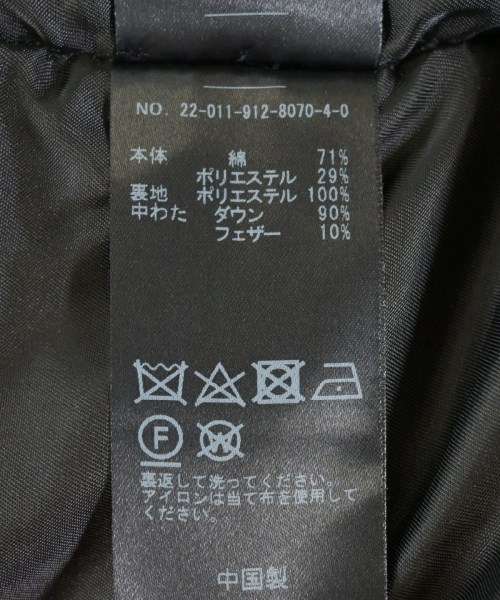 NO. 22-011-912-8070-4-0
本体 綿 71%
ポリエステル 29%
裏地 ポリエステル 100%
中わた ダウン 90%
フェザー 10%
F W
裏返して洗ってください。
アイロンは当て布を使用して
ください。
中国製